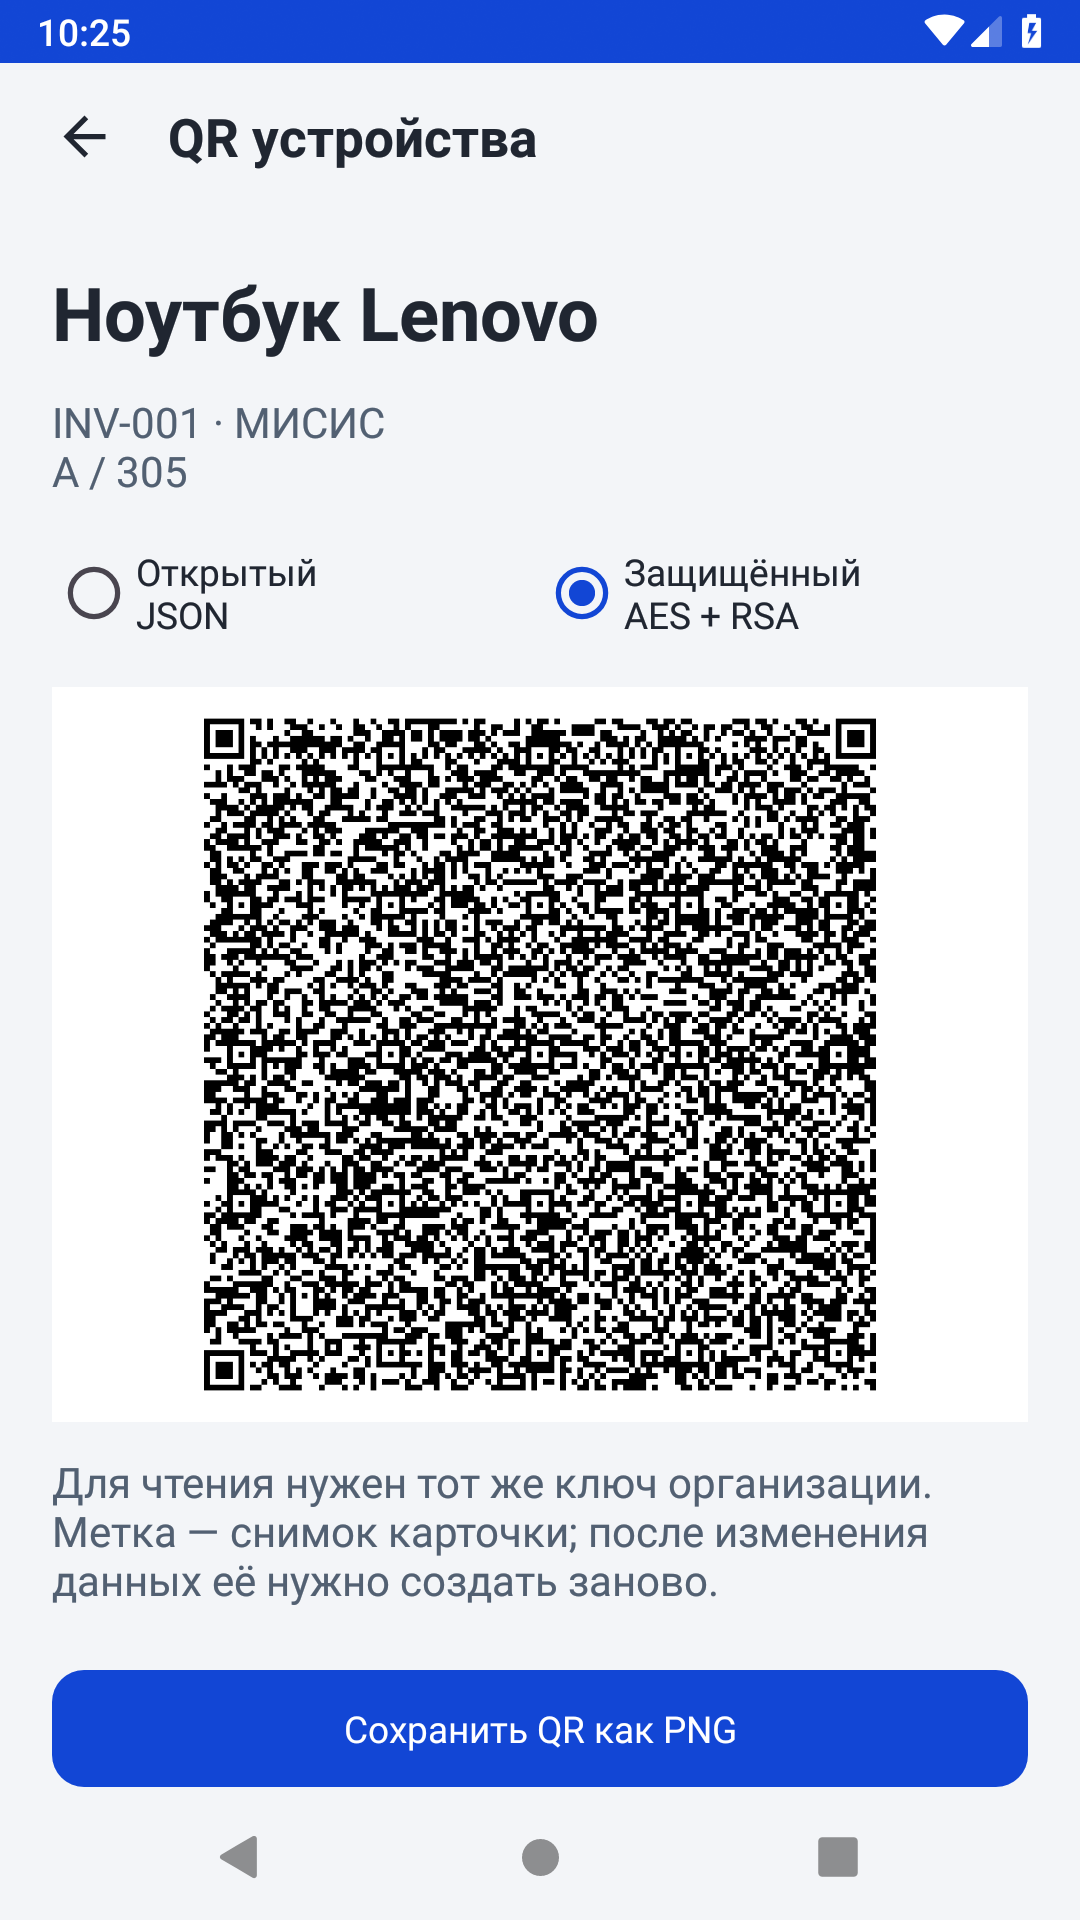 10:25
QR устройства
Ноутбук Lenovo
INV-001 · МИСИС
А / 305
Открытый
JSON
Защищённый
AES + RSA
Для чтения нужен тот же ключ организации.
Метка — снимок карточки; после изменения
данных её нужно создать заново.
Сохранить QR как PNG